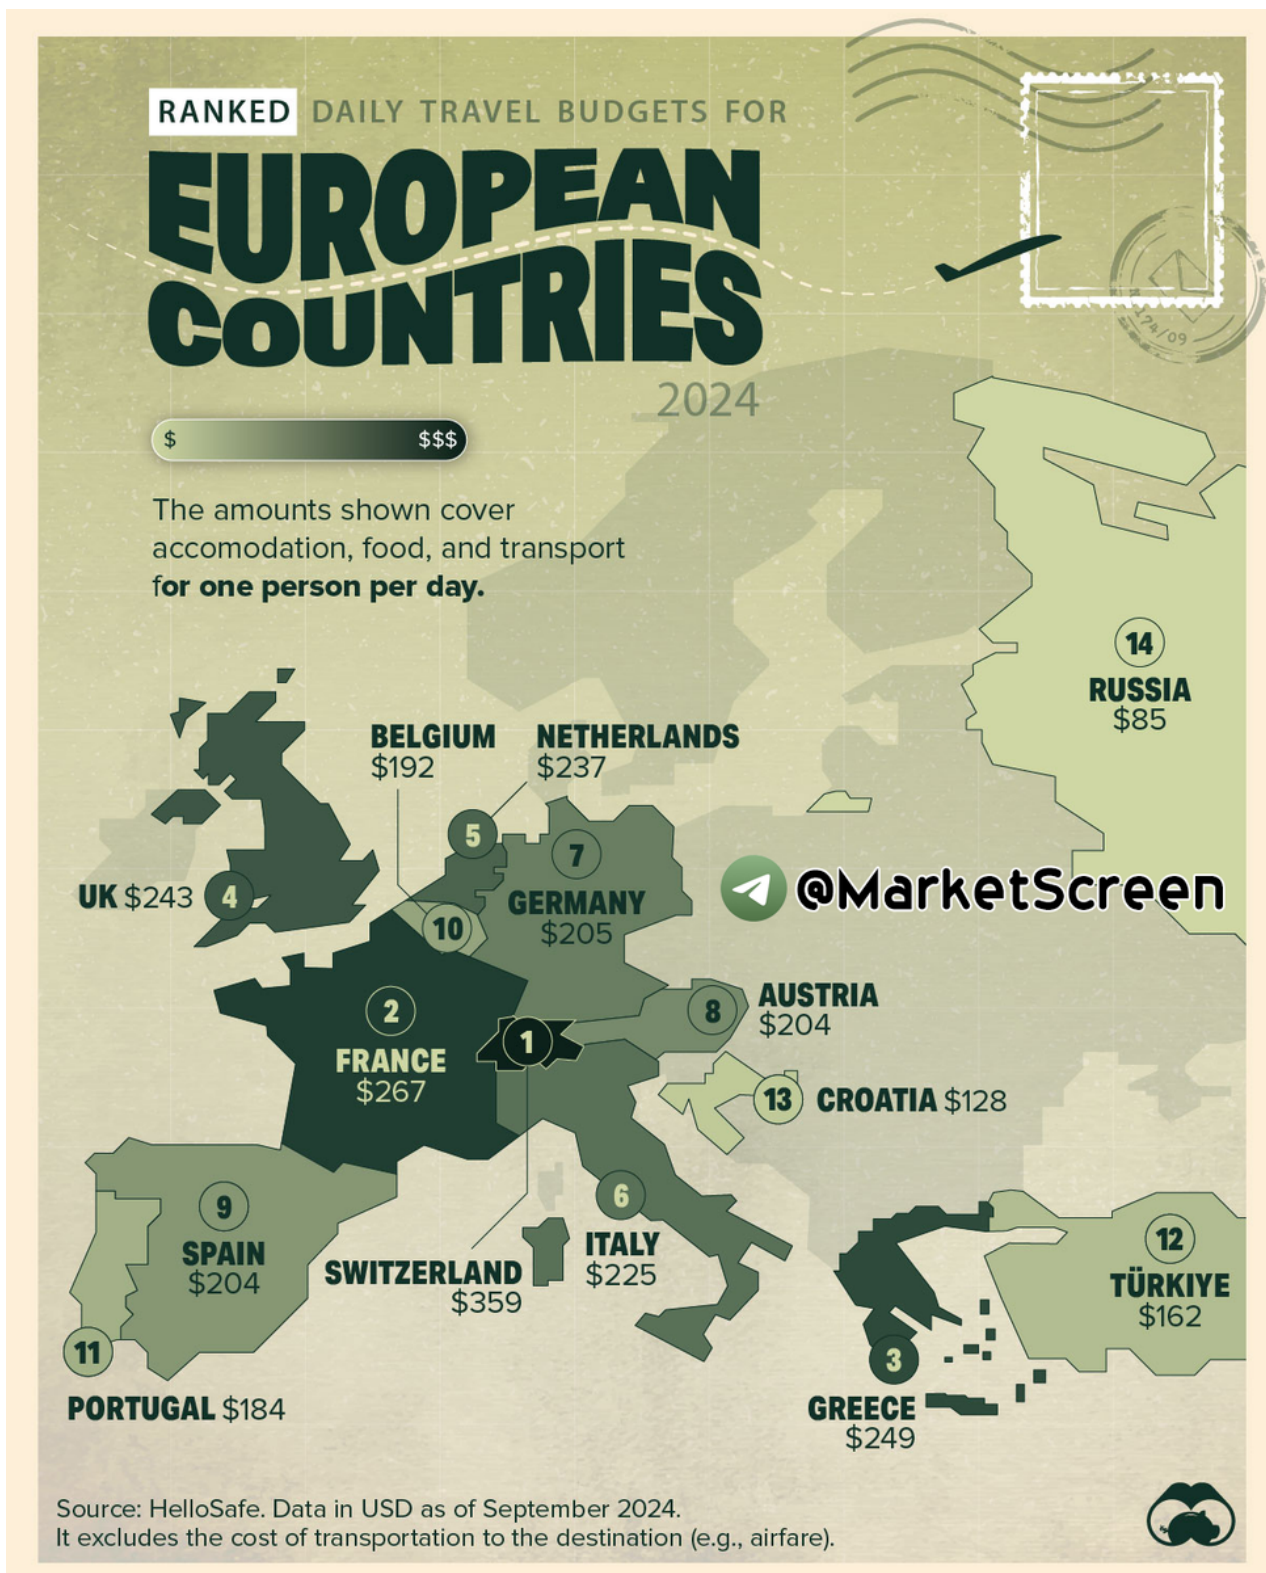 RANKED DAILY TRAVEL BUDGETS FOR
EUROPEAN
COUNTRIES
2024
$ $$$
The amounts shown cover
accomodation, food, and transport
for one person per day.
174/09
14
RUSSIA
$85
BELGIUM
$192
NETHERLANDS
$237
5
7
GERMANY
$205
UK $243 4
10
@MarketScreen
2
FRANCE
$267
1
8
AUSTRIA
$204
13 CROATIA $128
9
SPAIN
$204
6
ITALY
$225
SWITZERLAND
$359
12
TÜRKIYE
$162
11
PORTUGAL $184
3
GREECE
$249
Source: HelloSafe. Data in USD as of September 2024.
It excludes the cost of transportation to the destination (e.g., airfare).